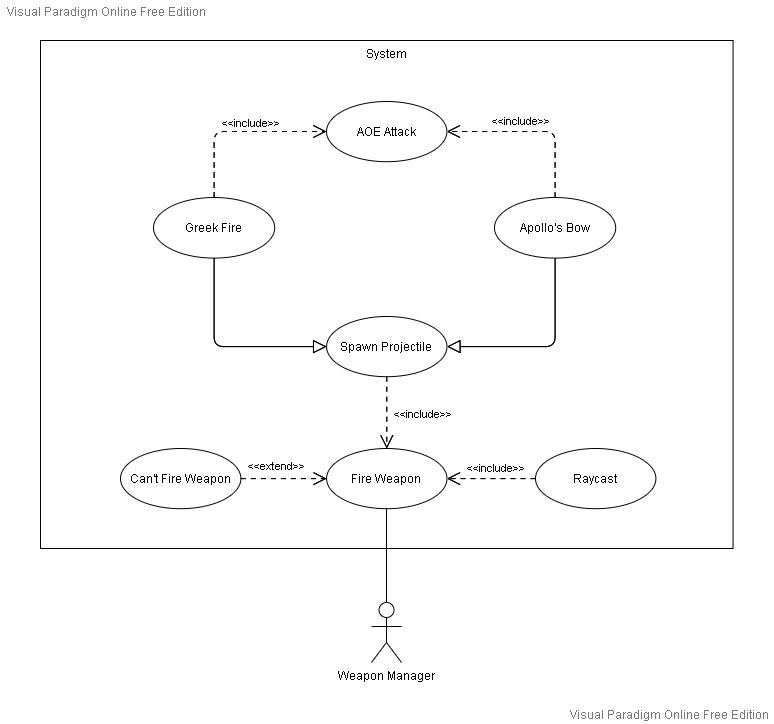 Visual Paradigm Online Free Edition
System
<<include>>
AOE Attack
<<include>>
Greek Fire
Apollo's Bow
Spawn Projectile
<<include>>
Can't Fire Weapon
<<extend>>
Fire Weapon
<<include>>
Raycast
Weapon Manager
Visual Paradigm Online Free Edition